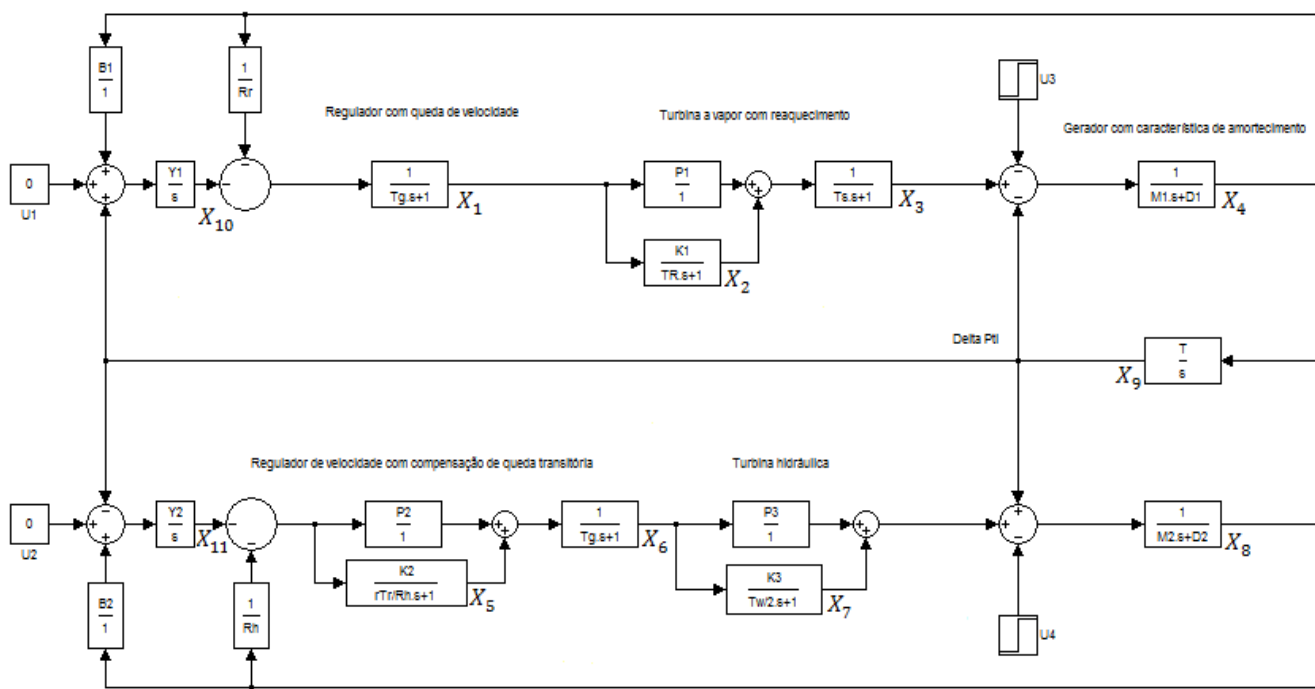 B1
1
1
Rr
U3
Regulador com queda de velocidade
Turbina a vapor com reaquecimento
Gerador com característica de amortecimento
0
U1
+
+
+
Y1
s
X10
−
−
1
Tg.s+1
X1
P1
1
+
+
1
Ts.s+1
X3
−
+
−
1
M1.s+D1
X4
K1
TR.s+1
X2
Delta Ptl
T
s
X9
Regulador de velocidade com compensação de queda transitória
Turbina hidráulica
0
U2
−
+
+
Y2
s
X11
−
−
P2
1
+
+
1
Tg.s+1
X6
P3
1
+
+
+
+
−
1
M2.s+D2
X8
K2
rTr/Rh.s+1
X5
K3
Tw/2.s+1
X7
B2
1
1
Rh
U4